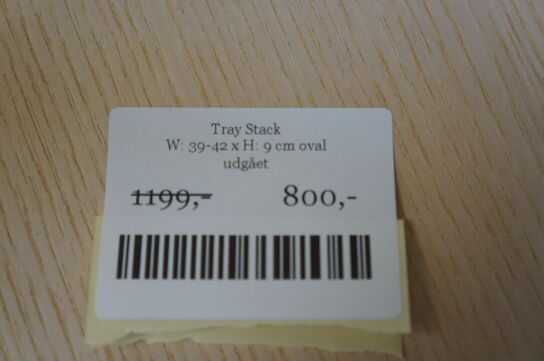 Tray Stack
W: 39-42 x H: 9 cm oval
udgået
1199,- 800,-